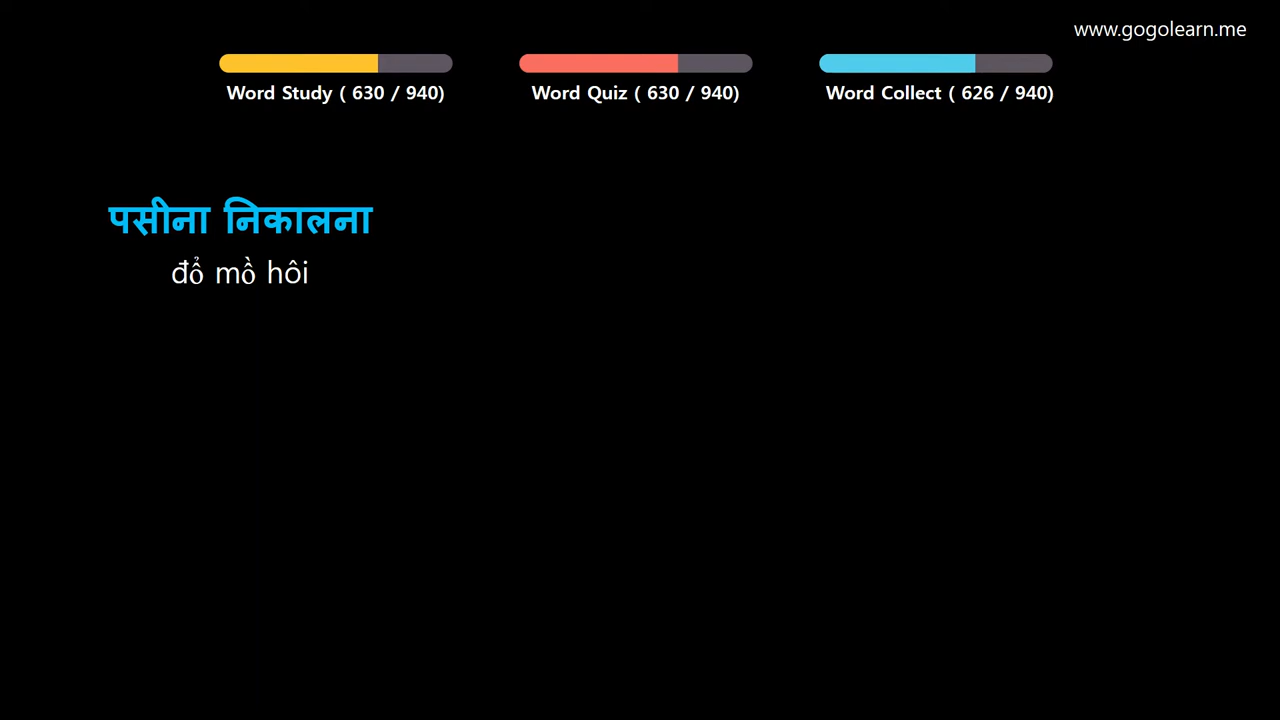 www.gogolearn.me
Word Study ( 630 / 940)
Word Quiz ( 630 / 940)
Word Collect ( 626 / 940)
पसीना निकालना
đổ mồ hôi